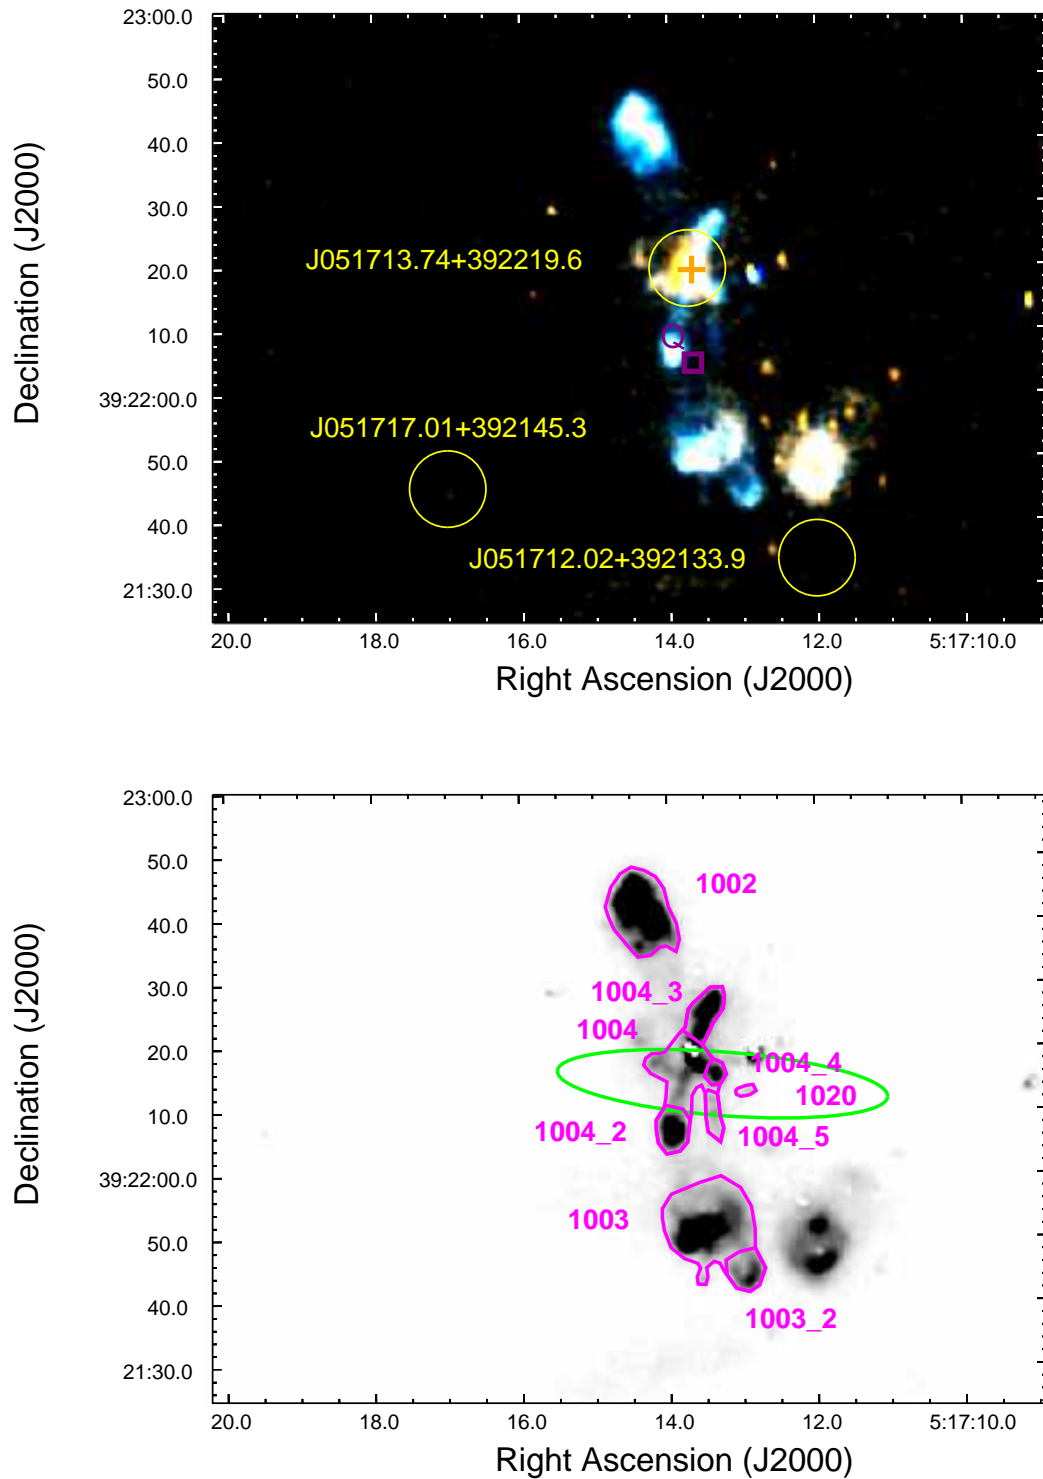 23:00.0
50.0
40.0
30.0
J051713.74+392219.6
20.0
Q
10.0
39:22:00.0
J051717.01+392145.3
50.0
40.0
J051712.02+392133.9
21:30.0
20.0 18.0 16.0 14.0 12.0 5:17:10.0
Right Ascension (J2000)
Declination (J2000)
23:00.0
50.0
1002
40.0
30.0
1004_3
1004
20.0
1004_4
1020
10.0
1004_2
1004_5
39:22:00.0
1003
50.0
40.0
1003_2
21:30.0
20.0 18.0 16.0 14.0 12.0 5:17:10.0
Right Ascension (J2000)
Declination (J2000)